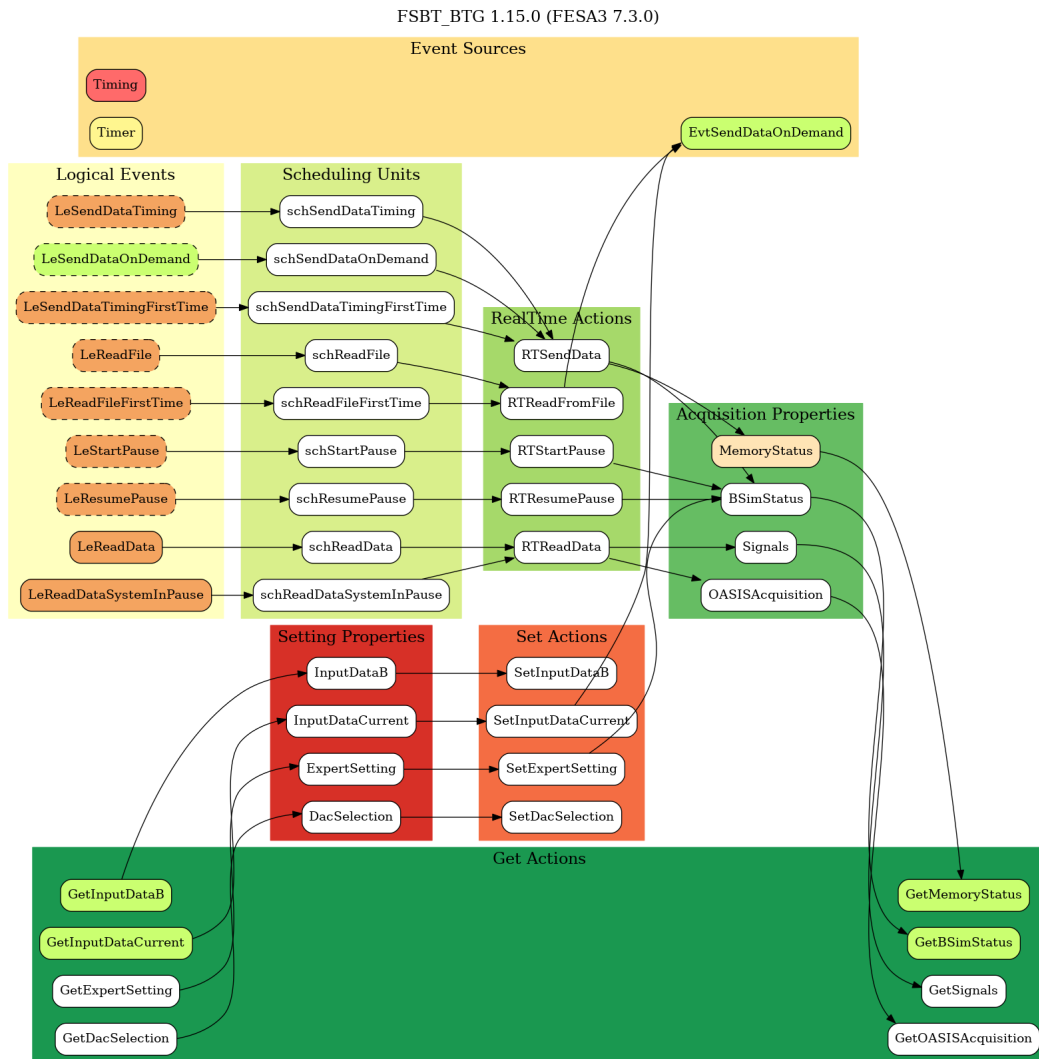 FSBT_BTG 1.15.0 (FESA3 7.3.0)
Event Sources
Timing
Timer
EvtSendDataOnDemand
Logical Events
LeSendDataTiming
LeSendDataOnDemand
LeSendDataTimingFirstTime
LeReadFile
LeReadFileFirstTime
LeStartPause
LeResumePause
LeReadData
LeReadDataSystemInPause
Scheduling Units
schSendDataTiming
schSendDataOnDemand
schSendDataTimingFirstTime
schReadFile
schReadFileFirstTime
schStartPause
schResumePause
schReadData
schReadDataSystemInPause
RealTime Actions
RTSendData
RTReadFromFile
RTStartPause
RTResumePause
RTReadData
Acquisition Properties
MemoryStatus
BSimStatus
Signals
OASISAcquisition
Setting Properties
InputDataB
InputDataCurrent
ExpertSetting
DacSelection
Set Actions
SetInputDataB
SetInputDataCurrent
SetExpertSetting
SetDacSelection
Get Actions
GetInputDataB
GetInputDataCurrent
GetExpertSetting
GetDacSelection
GetMemoryStatus
GetBSimStatus
GetSignals
GetOASISAcquisition